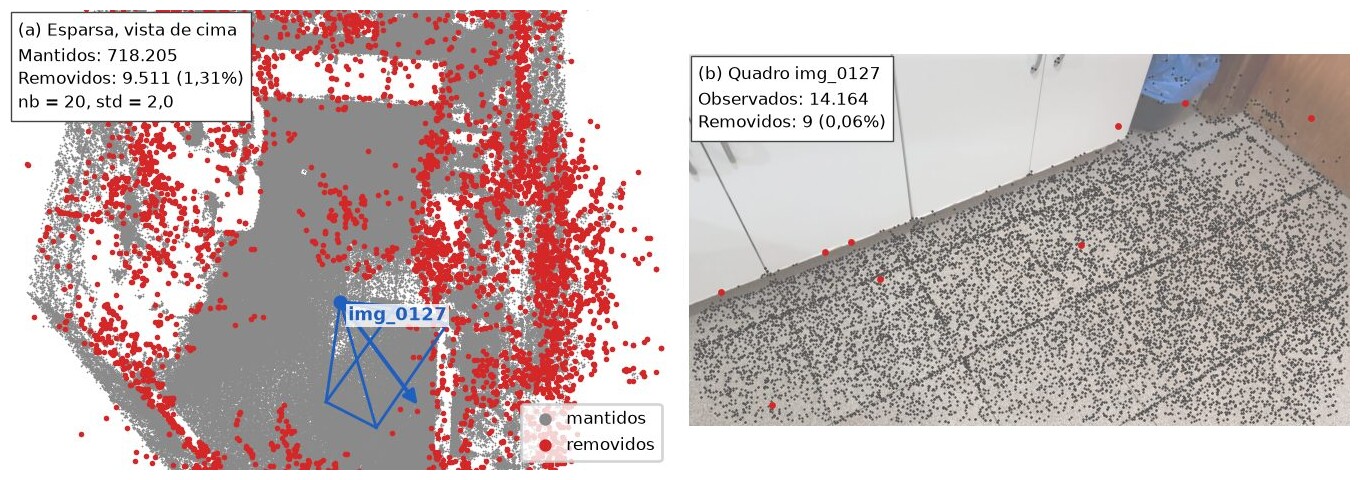 (a) Esparsa, vista de cima
Mantidos: 718.205
Removidos: 9.511 (1,31%)
nb = 20, std = 2,0
img_0127
mantidos
removidos
(b) Quadro img_0127
Observados: 14.164
Removidos: 9 (0,06%)